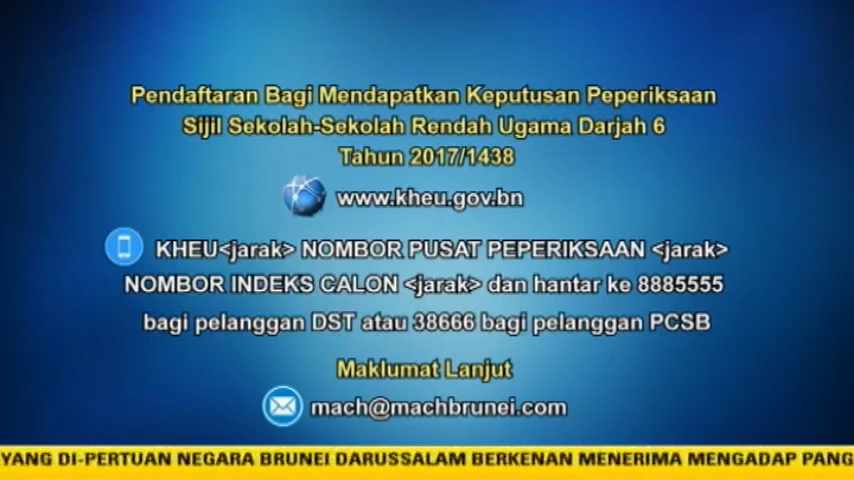 Pendaftaran Bagi Mendapatkan Keputusan Peperiksaan
Sijil Sekolah-Sekolah Rendah Ugama Darjah 6
Tahun 2017/1438
www.kheu.gov.bn
KHEU<jarak> NOMBOR PUSAT PEPERIKSAAN <jarak>
NOMBOR INDEKS CALON <jarak> dan hantar ke 8885555
bagi pelanggan DST atau 38666 bagi pelanggan PCSB
Maklumat Lanjut
mach@machbrunei.com
YANG DI-PERTUAN NEGARA BRUNEI DARUSSALAM BERKENAN MENERIMA MENGADAP PANG